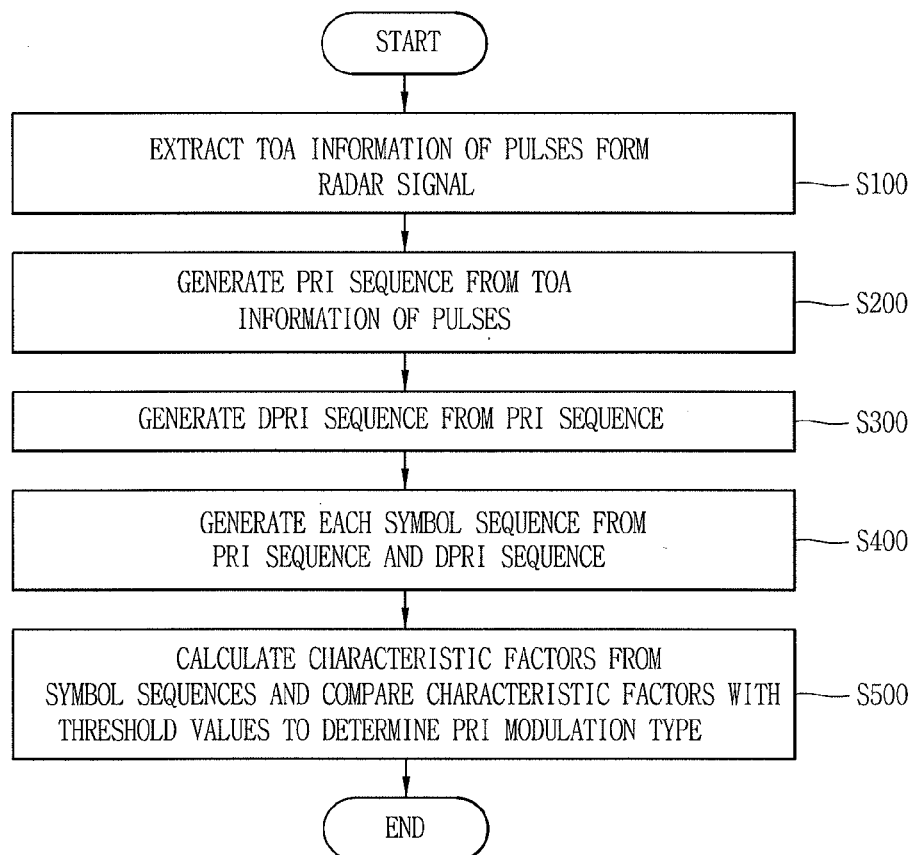 START
EXTRACT TOA INFORMATION OF PULSES FORM
RADAR SIGNAL
S100
GENERATE PRI SEQUENCE FROM TOA
INFORMATION OF PULSES
S200
GENERATE DPRI SEQUENCE FROM PRI SEQUENCE
S300
GENERATE EACH SYMBOL SEQUENCE FROM
PRI SEQUENCE AND DPRI SEQUENCE
S400
CALCULATE CHARACTERISTIC FACTORS FROM
SYMBOL SEQUENCES AND COMPARE CHARACTERISTIC FACTORS WITH
THRESHOLD VALUES TO DETERMINE PRI MODULATION TYPE
S500
END